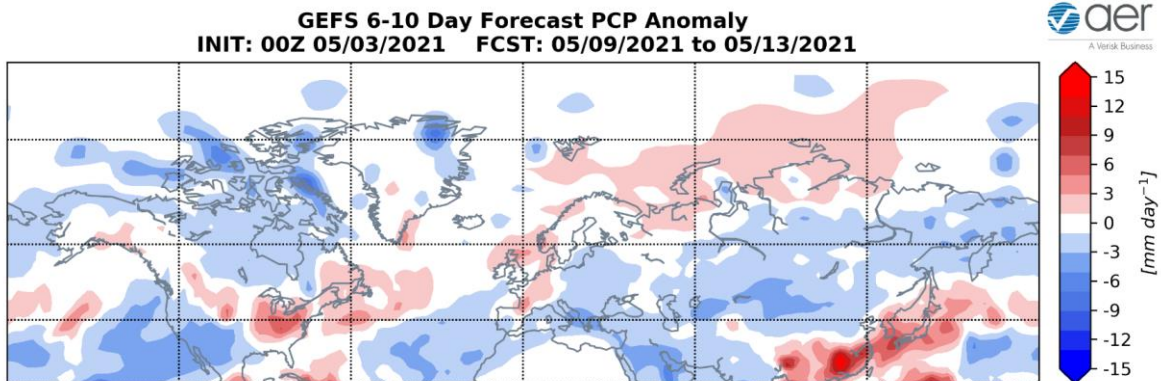 GEFS 6-10 Day Forecast PCP Anomaly
INIT: 00Z 05/03/2021 FCST: 05/09/2021 to 05/13/2021
aer
A Verisk Business
15
12
9
6
3
0
-3
-6
-9
-12
-15
[mm day⁻¹]